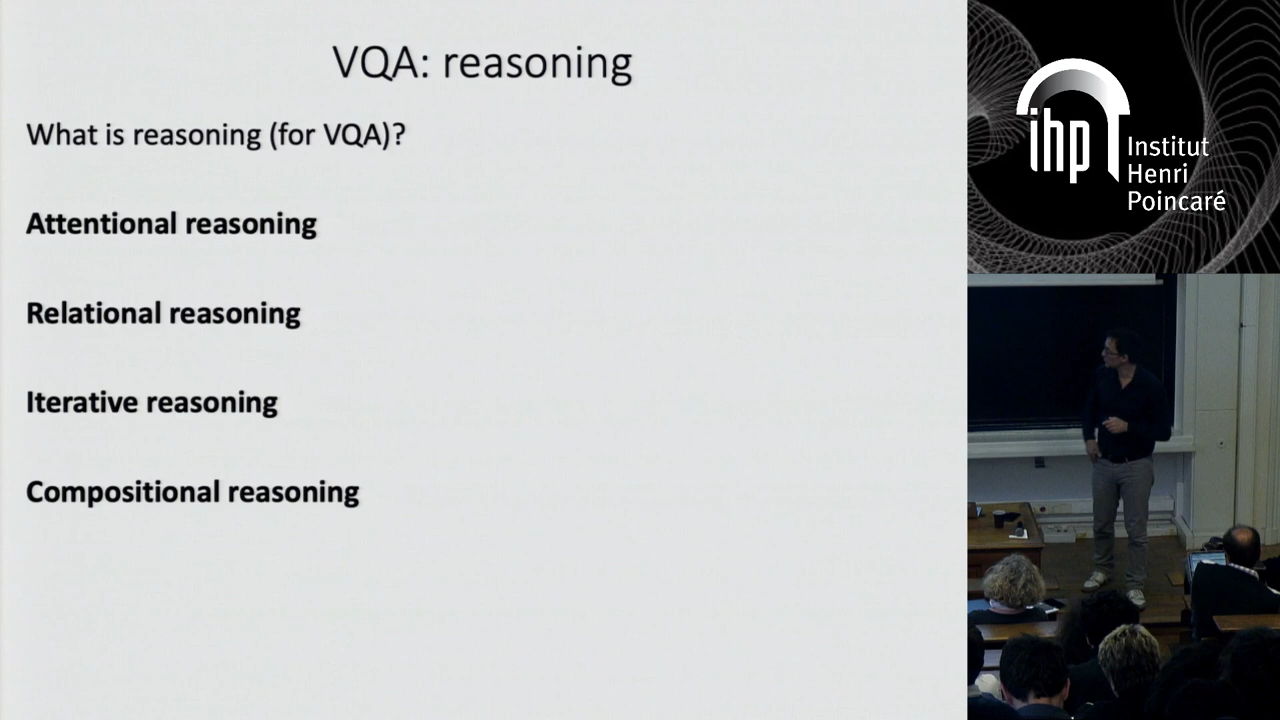 VQA: reasoning
What is reasoning (for VQA)?
Attentional reasoning
Relational reasoning
Iterative reasoning
Compositional reasoning
ihp
Institut
Henri
Poincaré